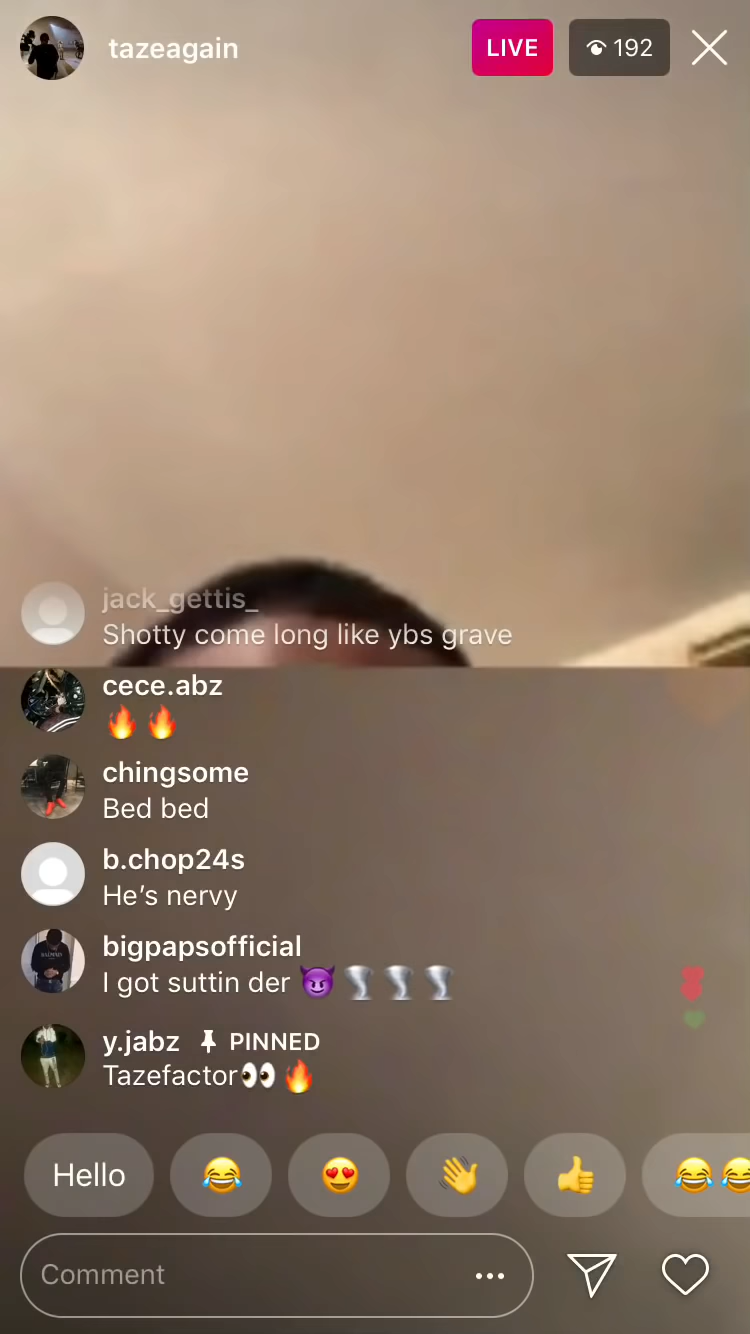 tazeagain
LIVE
192
jack_gettis_
Shotty come long like ybs grave
cece.abz
🔥🔥
chingsome
Bed bed
b.chop24s
He’s nervy
bigpapsofficial
I got suttin der 😈🌪🌪🌪
y.jabz PINNED
Tazefactor👀🔥
Hello 😂 😍 👋 👍 😂😂
Comment